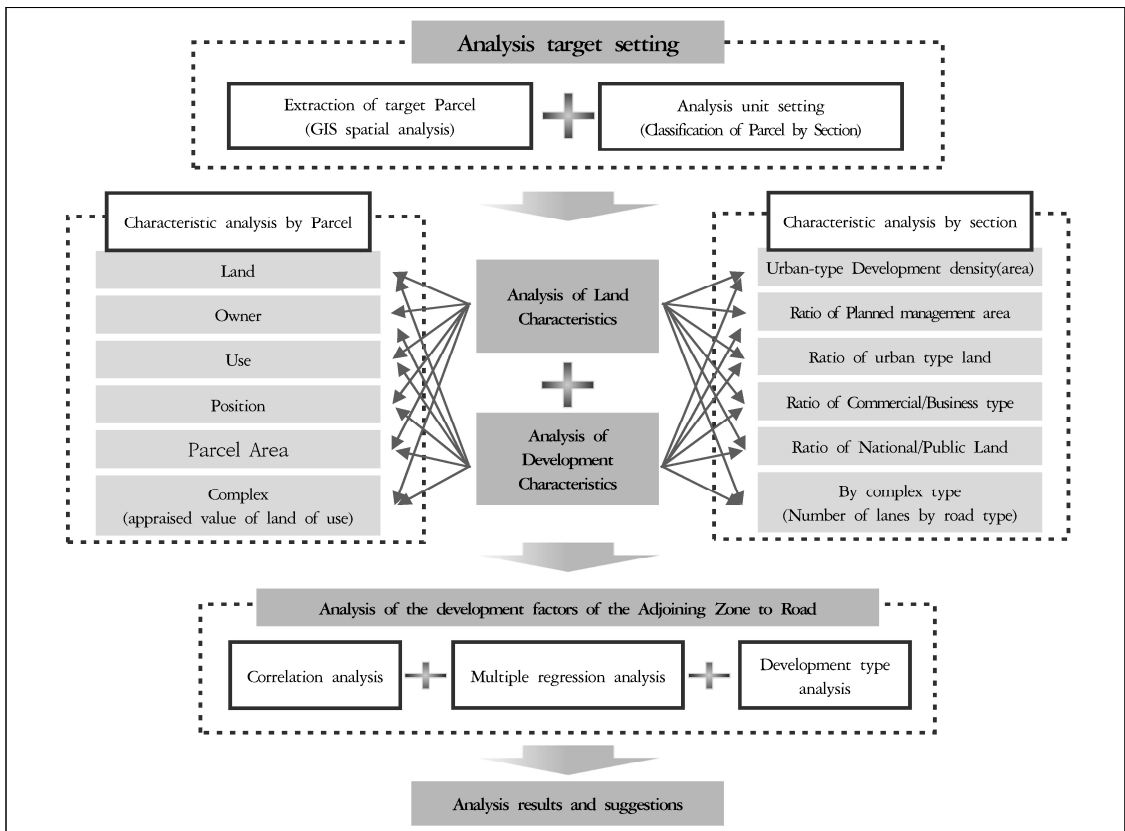 Analysis target setting
Extraction of target Parcel
(GIS spatial analysis)
Analysis unit setting
(Classification of Parcel by Section)
Characteristic analysis by Parcel
Land
Owner
Use
Position
Parcel Area
Complex
(appraised value of land of use)
Analysis of Land
Characteristics
Analysis of
Development
Characteristics
Characteristic analysis by section
Urban-type Development density(area)
Ratio of Planned management area
Ratio of urban type land
Ratio of Commercial/Business type
Ratio of National/Public Land
By complex type
(Number of lanes by road type)
Analysis of the development factors of the Adjoining Zone to Road
Correlation analysis
Multiple regression analysis
Development type
analysis
Analysis results and suggestions